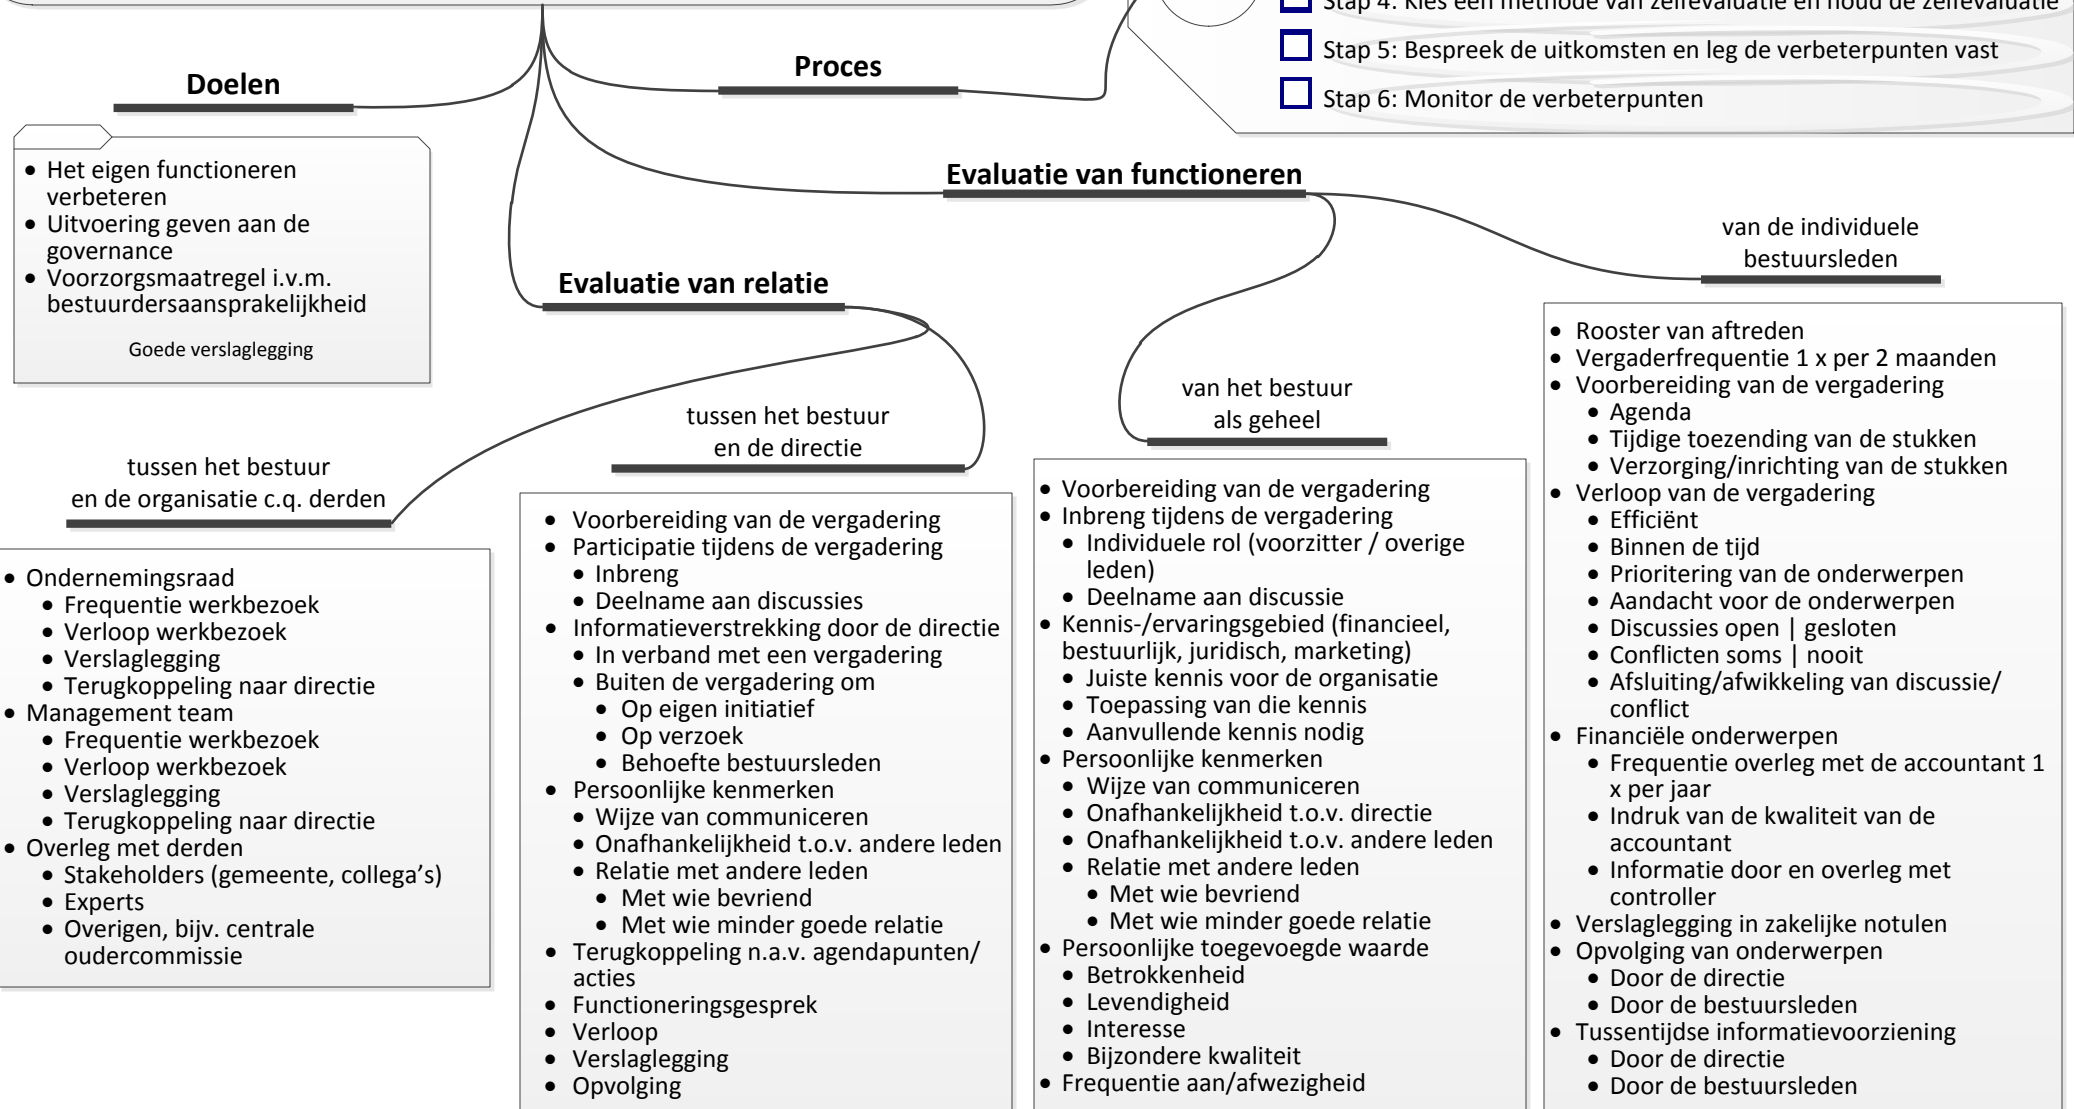 Stap 4: Kies een methode van zelfevaluatie en houd de zelfevaluatie
Stap 5: Bespreek de uitkomsten en leg de verbeterpunten vast
Stap 6: Monitor de verbeterpunten
Doelen
Proces
• Het eigen functioneren
verbeteren
• Uitvoering geven aan de
governance
• Voorzorgsmaatregel i.v.m.
bestuurdersaansprakelijkheid
Goede verslaglegging
Evaluatie van functioneren
Evaluatie van relatie
tussen het bestuur
en de organisatie c.q. derden
• Ondernemingsraad
• Frequentie werkbezoek
• Verloop werkbezoek
• Verslaglegging
• Terugkoppeling naar directie
• Management team
• Frequentie werkbezoek
• Verloop werkbezoek
• Verslaglegging
• Terugkoppeling naar directie
• Overleg met derden
• Stakeholders (gemeente, collega’s)
• Experts
• Overigen, bijv. centrale
oudercommissie
tussen het bestuur
en de directie
• Voorbereiding van de vergadering
• Participatie tijdens de vergadering
• Inbreng
• Deelname aan discussies
• Informatieverstrekking door de directie
• In verband met een vergadering
• Buiten de vergadering om
• Op eigen initiatief
• Op verzoek
• Behoefte bestuursleden
• Persoonlijke kenmerken
• Wijze van communiceren
• Onafhankelijkheid t.o.v. andere leden
• Relatie met andere leden
• Met wie bevriend
• Met wie minder goede relatie
• Terugkoppeling n.a.v. agendapunten/
acties
• Functioneringsgesprek
• Verloop
• Verslaglegging
• Opvolging
van het bestuur
als geheel
• Voorbereiding van de vergadering
• Inbreng tijdens de vergadering
• Individuele rol (voorzitter / overige
leden)
• Deelname aan discussie
• Kennis-/ervaringsgebied (financieel,
bestuurlijk, juridisch, marketing)
• Juiste kennis voor de organisatie
• Toepassing van die kennis
• Aanvullende kennis nodig
• Persoonlijke kenmerken
• Wijze van communiceren
• Onafhankelijkheid t.o.v. directie
• Onafhankelijkheid t.o.v. andere leden
• Relatie met andere leden
• Met wie bevriend
• Met wie minder goede relatie
• Persoonlijke toegevoegde waarde
• Betrokkenheid
• Levendigheid
• Interesse
• Bijzondere kwaliteit
• Frequentie aan/afwezigheid
van de individuele
bestuursleden
• Rooster van aftreden
• Vergaderfrequentie 1 x per 2 maanden
• Voorbereiding van de vergadering
• Agenda
• Tijdige toezending van de stukken
• Verzorging/inrichting van de stukken
• Verloop van de vergadering
• Efficiënt
• Binnen de tijd
• Prioritering van de onderwerpen
• Aandacht voor de onderwerpen
• Discussies open | gesloten
• Conflicten soms | nooit
• Afsluiting/afwikkeling van discussie/
conflict
• Financiële onderwerpen
• Frequentie overleg met de accountant 1
x per jaar
• Indruk van de kwaliteit van de
accountant
• Informatie door en overleg met
controller
• Verslaglegging in zakelijke notulen
• Opvolging van onderwerpen
• Door de directie
• Door de bestuursleden
• Tussentijdse informatievoorziening
• Door de directie
• Door de bestuursleden